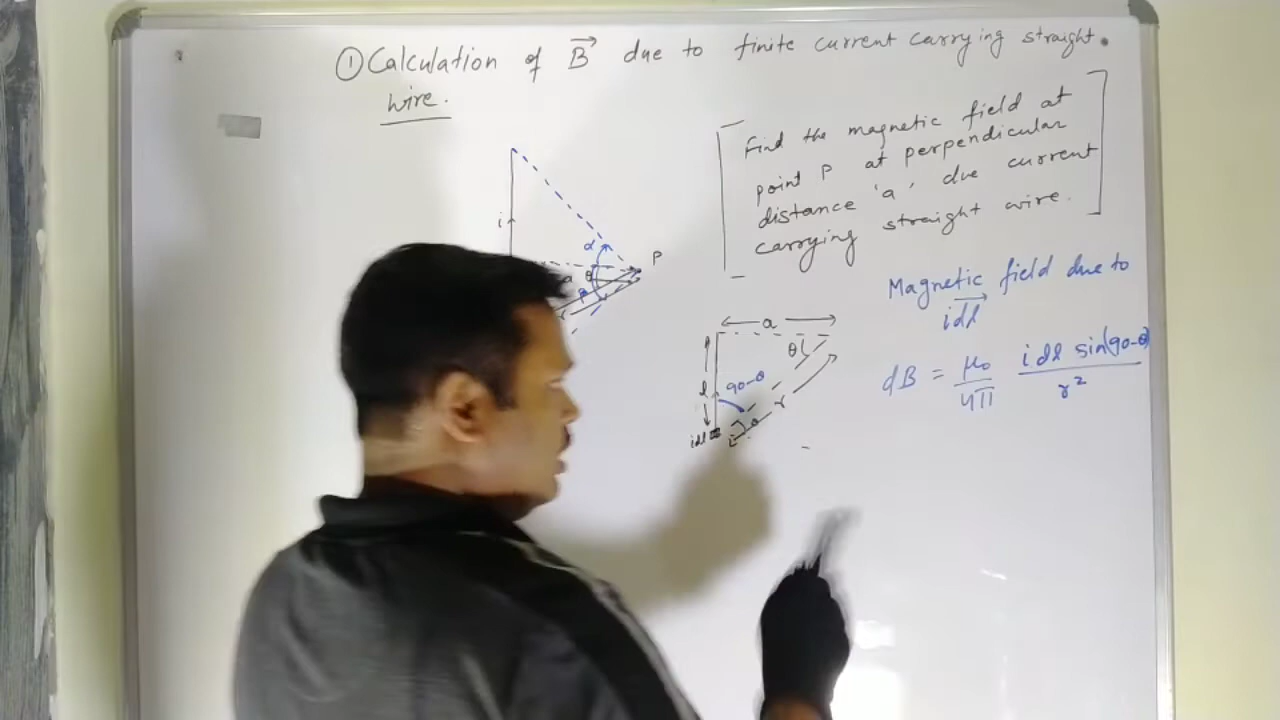 ① Calculation of B⃗ due to finite current carrying straight
wire.
Find the magnetic field at
point P at perpendicular
distance 'a' due current
carrying straight wire.
i
α
P
a
θ
β
r
Magnetic field due to
idl⃗
dB = μ₀/4π idl sin(90-θ)/r²
a
θ
l
90-θ
r
idl